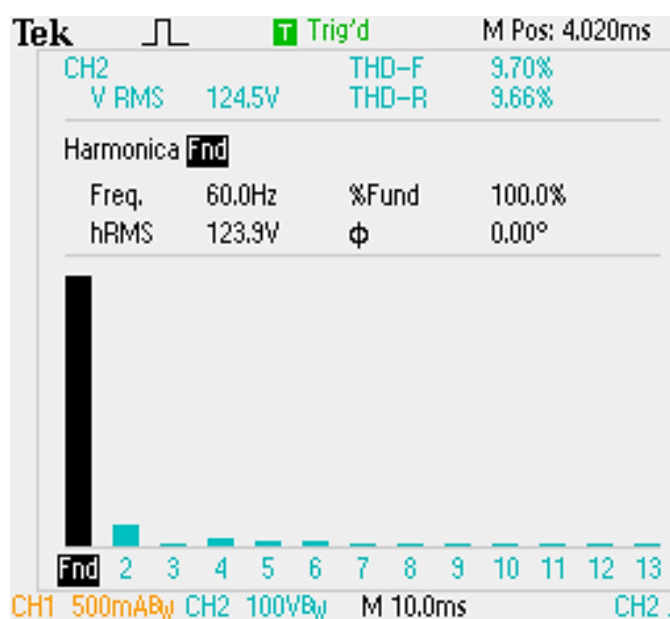 Tek T Trig'd M Pos: 4.020ms
CH2 THD-F 9.70%
V RMS 124.5V THD-R 9.66%
Harmonica Fnd
Freq. 60.0Hz %Fund 100.0%
hRMS 123.9V Φ 0.00°
Fnd 2 3 4 5 6 7 8 9 10 11 12 13
CH1 500mABW CH2 100VBW M 10.0ms CH2